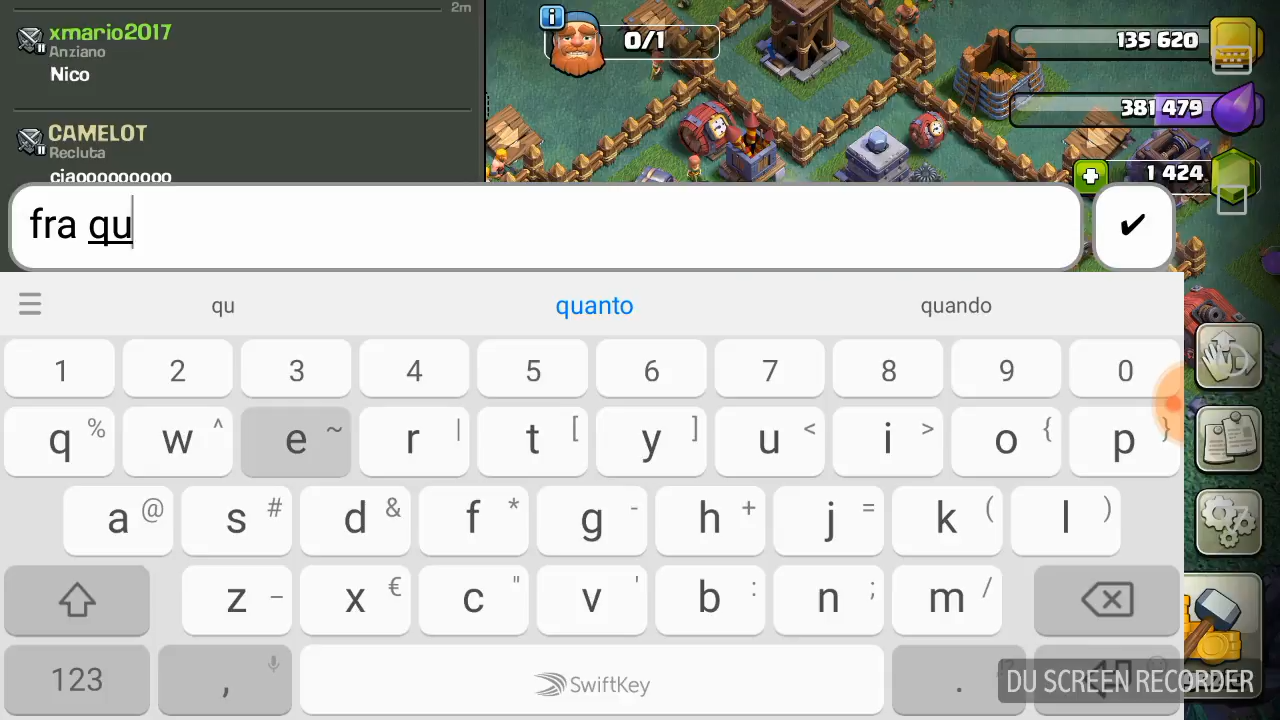 2m
xmario2017
Anziano
Nico
CAMELOT
Recluta
ciaooooooooo
0/1
135 620
381 479
1 424
fra qu
qu quanto quando
1 2 3 4 5 6 7 8 9 0
q % w ^ e ~ r | t [ y ] u < i > o { p }
a @ s # d & f * g - h + j = k ( l )
z _ x € c " v ' b : n ; m /
123 , SwiftKey .
DU SCREEN RECORDER